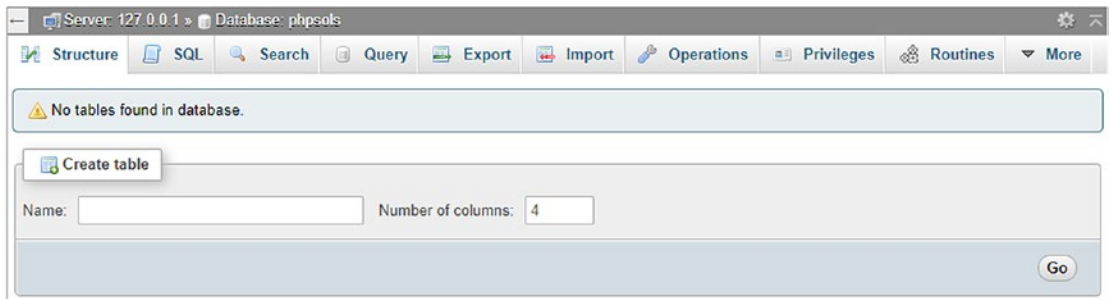 Server: 127.0.0.1 » Database: phpsols
Structure SQL Search Query Export Import Operations Privileges Routines More
No tables found in database.
Create table
Name: Number of columns: 4
Go